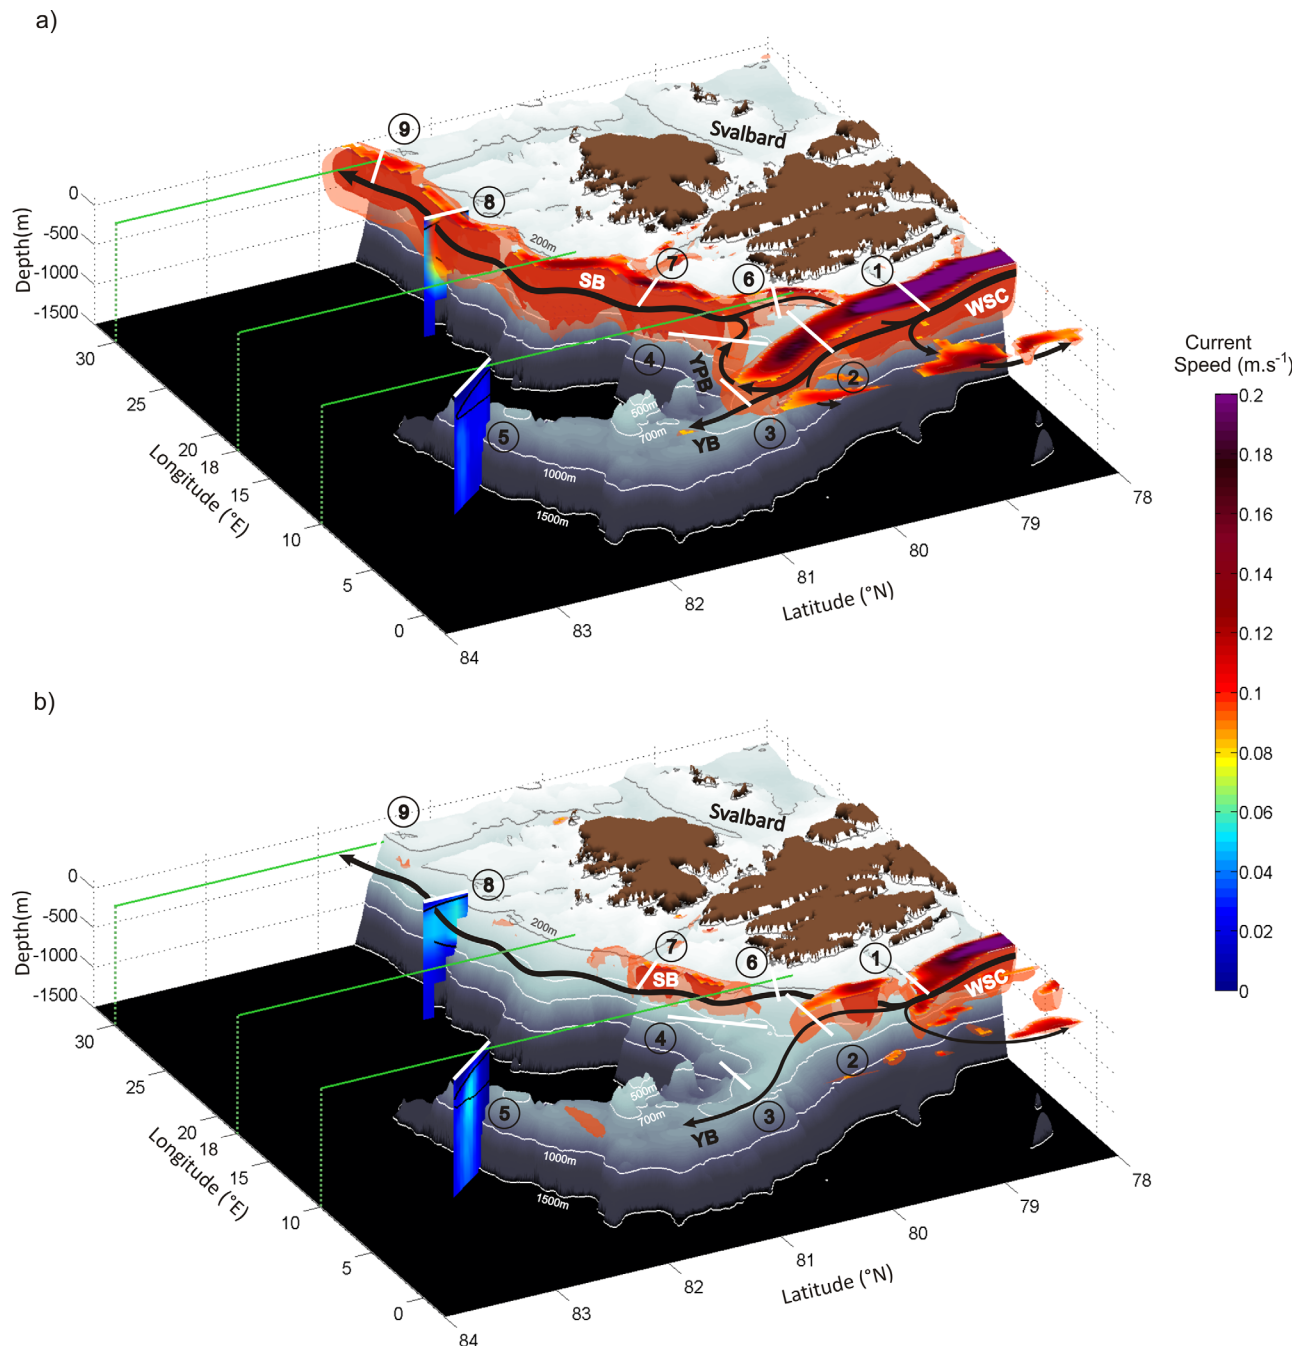 a)
9
Svalbard
8
0
Depth(m)
-500
200m
7
1
6
-1000
SB
WSC
-1500
30
4
YPB
2
25
500m
5
700m
YB
3
20
18
1000m
Longitude (°E)
15
1500m
78
10
79
80
5
81
Latitude (°N)
82
0
83
84
Current
Speed (m.s-1)
0.2
0.18
0.16
0.14
0.12
0.1
0.08
0.06
0.04
0.02
0
b)
9
Svalbard
8
0
Depth(m)
-500
200m
7
1
6
-1000
SB
WSC
-1500
30
4
2
25
500m
5
700m
YB
3
20
18
1000m
Longitude (°E)
15
1500m
78
10
79
80
5
81
Latitude (°N)
82
0
83
84